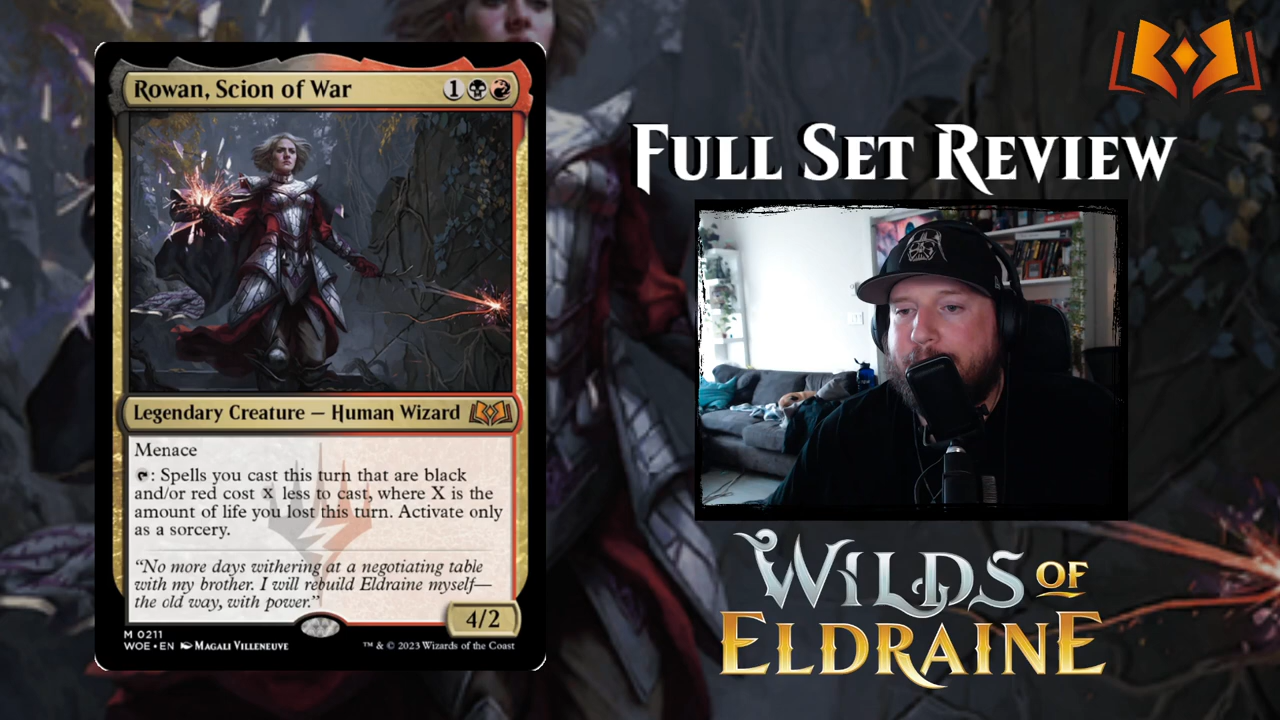 Rowan, Scion of War 1
Legendary Creature — Human Wizard
Menace
: Spells you cast this turn that are black
and/or red cost X less to cast, where X is the
amount of life you lost this turn. Activate only
as a sorcery.
"No more days withering at a negotiating table
with my brother. I will rebuild Eldraine myself—
the old way, with power."
4/2
M 0211
WOE • EN MAGALI VILLENEUVE
™ & © 2023 Wizards of the Coast
FULL SET REVIEW
WILDS OF
ELDRAINE